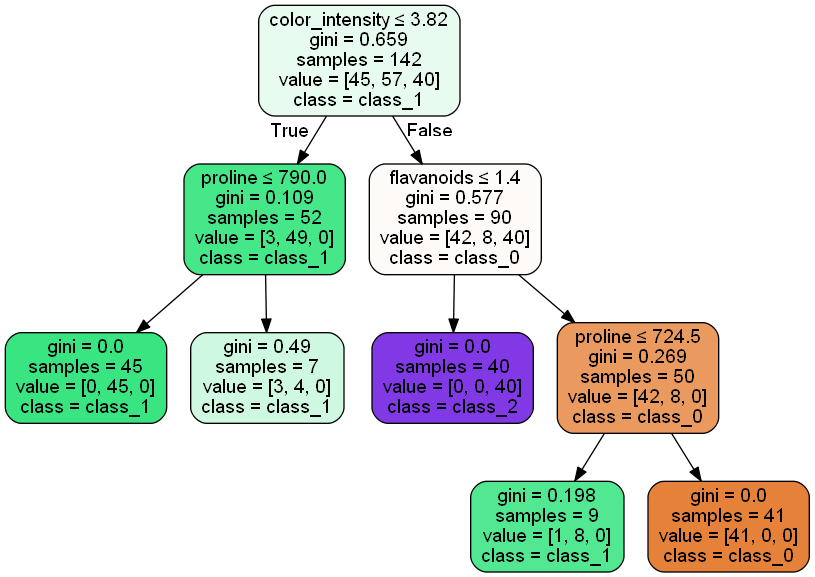 color_intensity ≤ 3.82
gini = 0.659
samples = 142
value = [45, 57, 40]
class = class_1
True
False
proline ≤ 790.0
gini = 0.109
samples = 52
value = [3, 49, 0]
class = class_1
flavanoids ≤ 1.4
gini = 0.577
samples = 90
value = [42, 8, 40]
class = class_0
gini = 0.0
samples = 45
value = [0, 45, 0]
class = class_1
gini = 0.49
samples = 7
value = [3, 4, 0]
class = class_1
gini = 0.0
samples = 40
value = [0, 0, 40]
class = class_2
proline ≤ 724.5
gini = 0.269
samples = 50
value = [42, 8, 0]
class = class_0
gini = 0.198
samples = 9
value = [1, 8, 0]
class = class_1
gini = 0.0
samples = 41
value = [41, 0, 0]
class = class_0